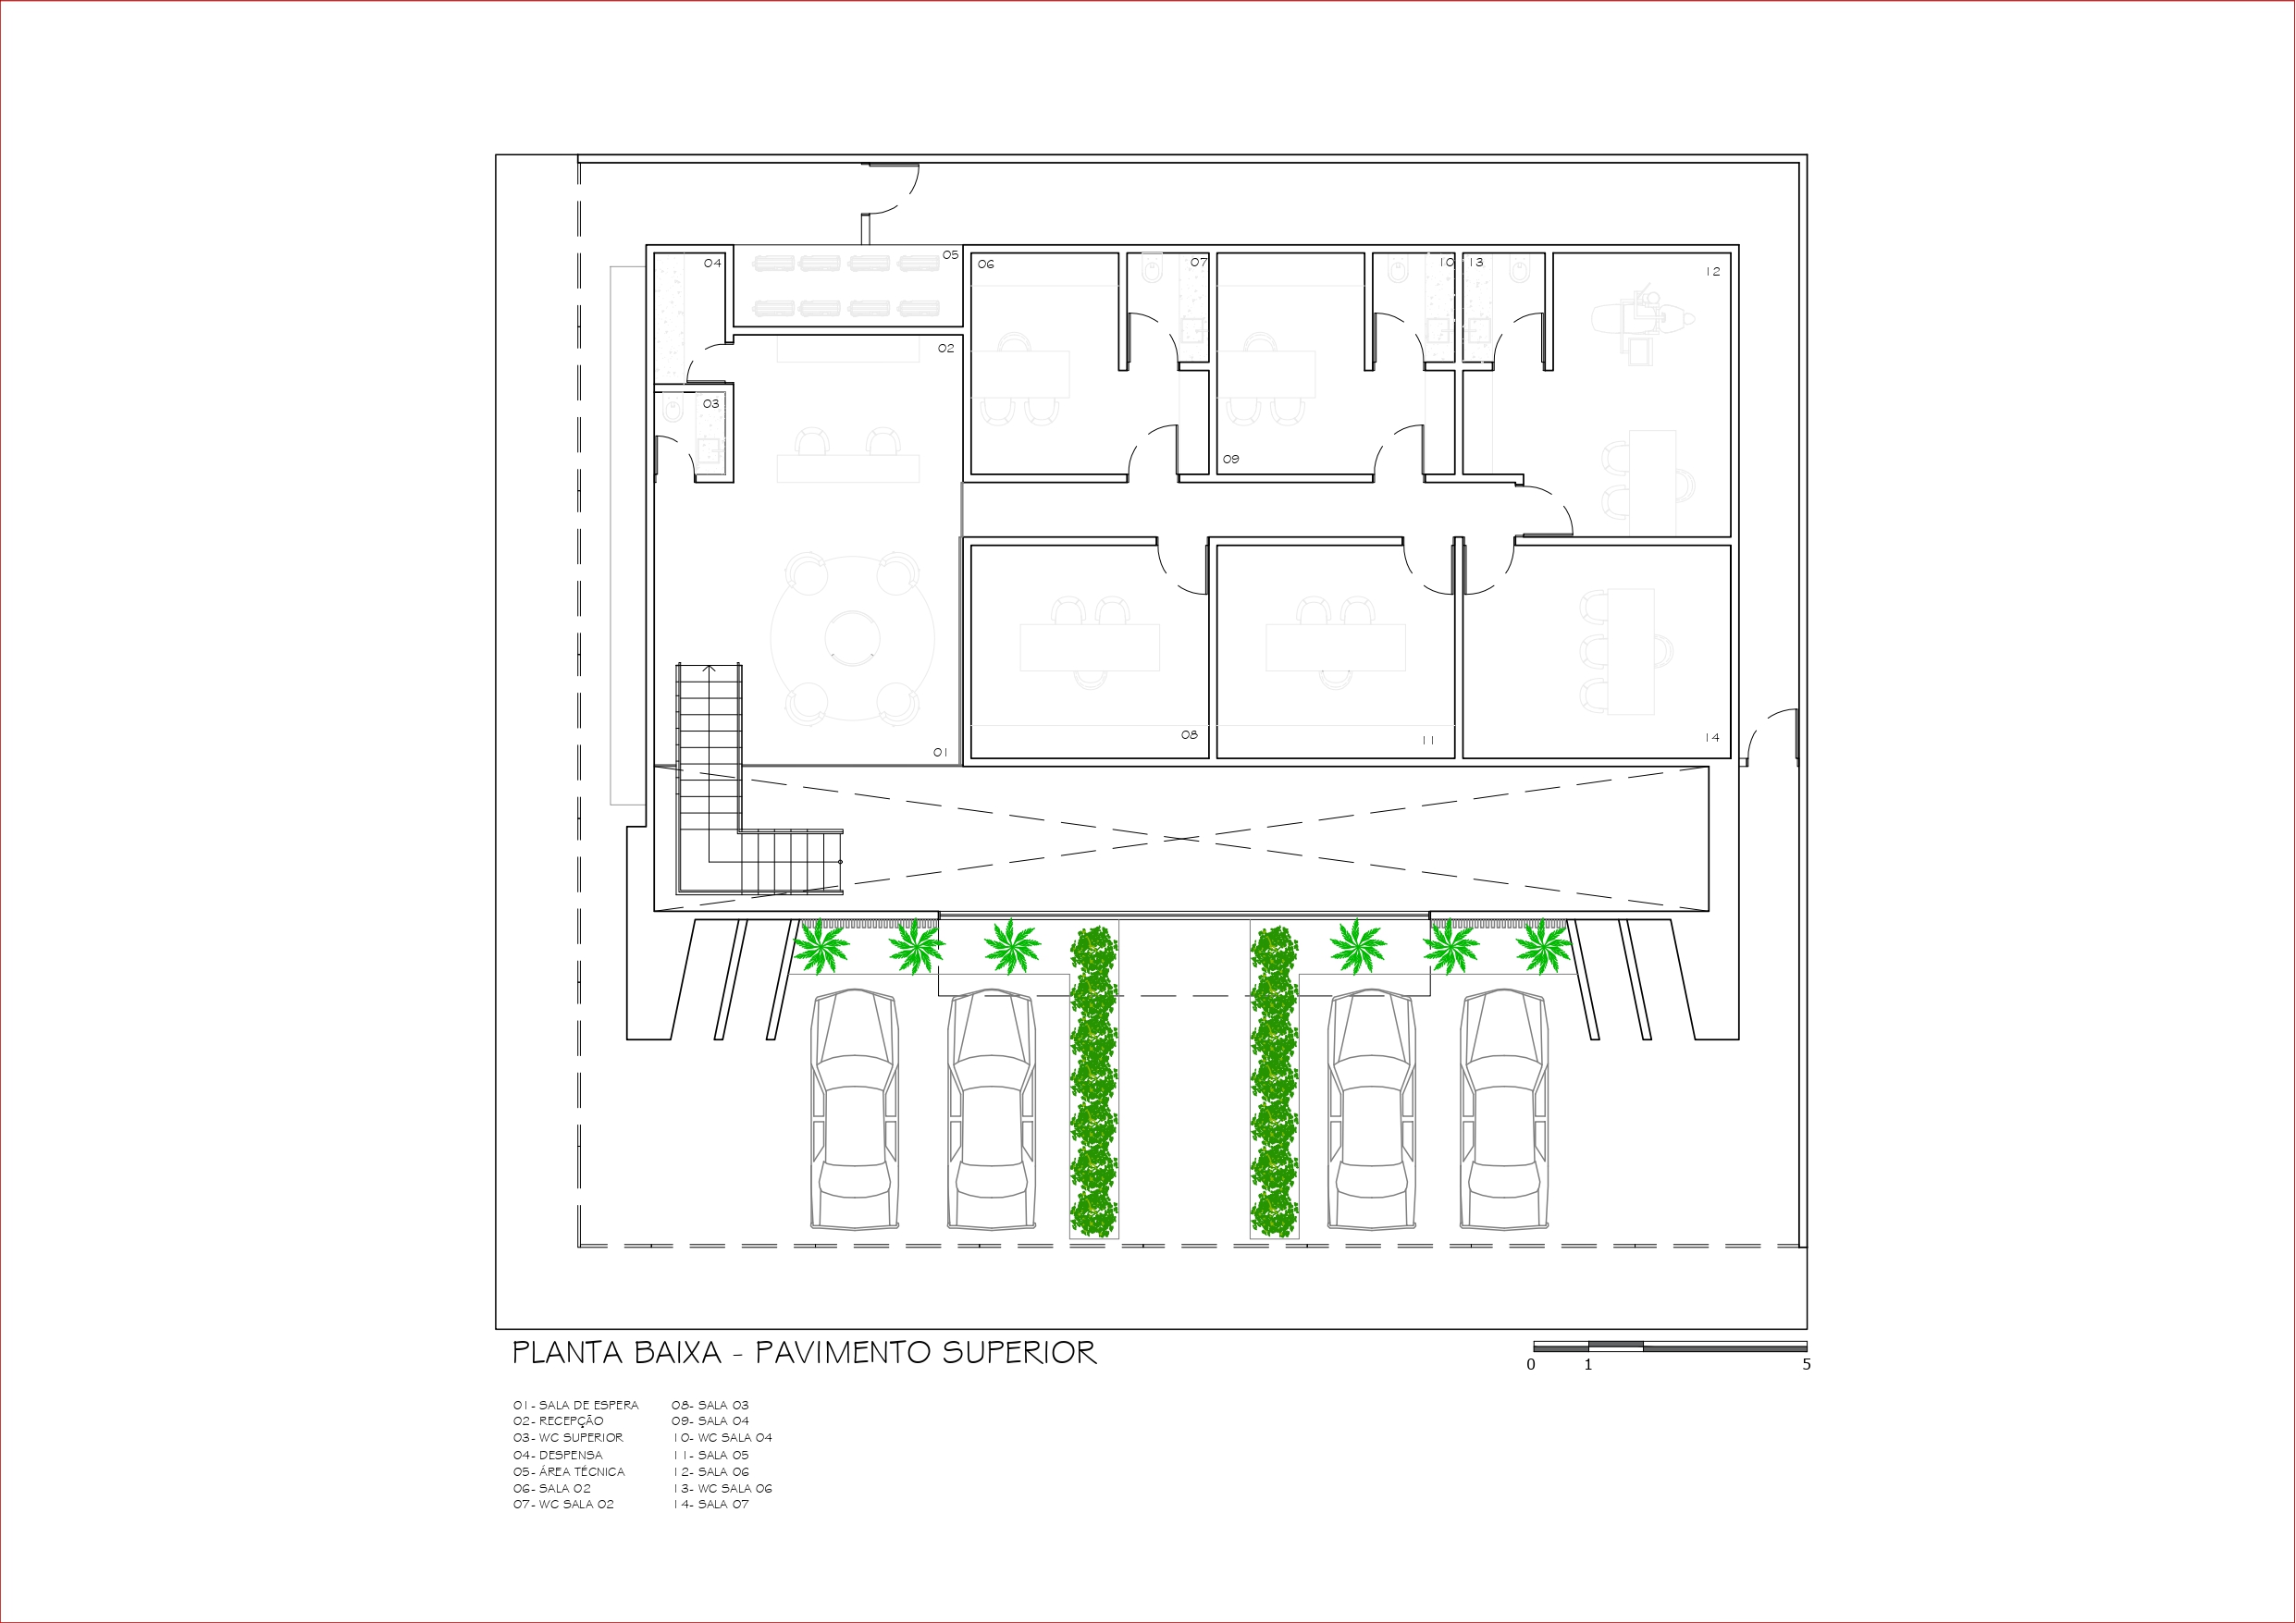 05
04
06
07
10
13
12
02
03
09
08
11
14
01
PLANTA BAIXA - PAVIMENTO SUPERIOR
0 1 5
01- SALA DE ESPERA
02- RECEPÇÃO
03- WC SUPERIOR
04- DESPENSA
05- ÁREA TÉCNICA
06- SALA 02
07- WC SALA 02
08- SALA 03
09- SALA 04
10- WC SALA 04
11- SALA 05
12- SALA 06
13- WC SALA 06
14- SALA 07